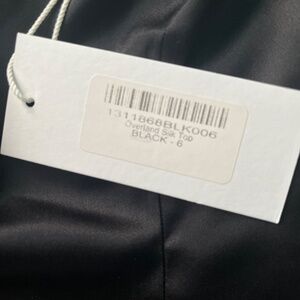 1311868BLK006
Overland Silk Top
BLACK - 6